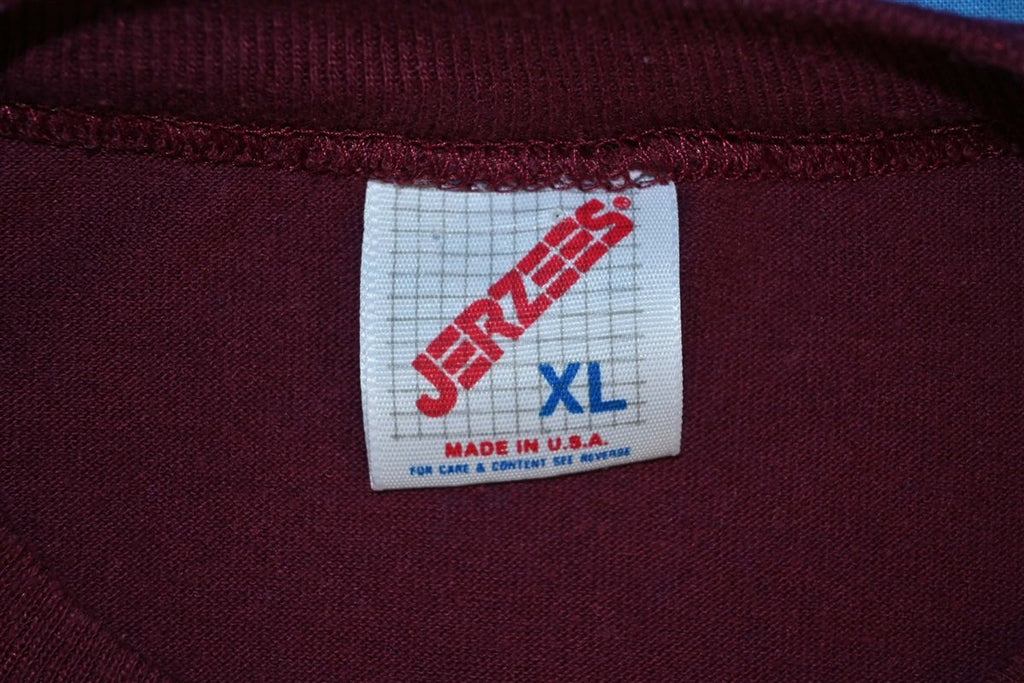 JERZEES®
XL
MADE IN U.S.A.
FOR CARE & CONTENT SEE REVERSE